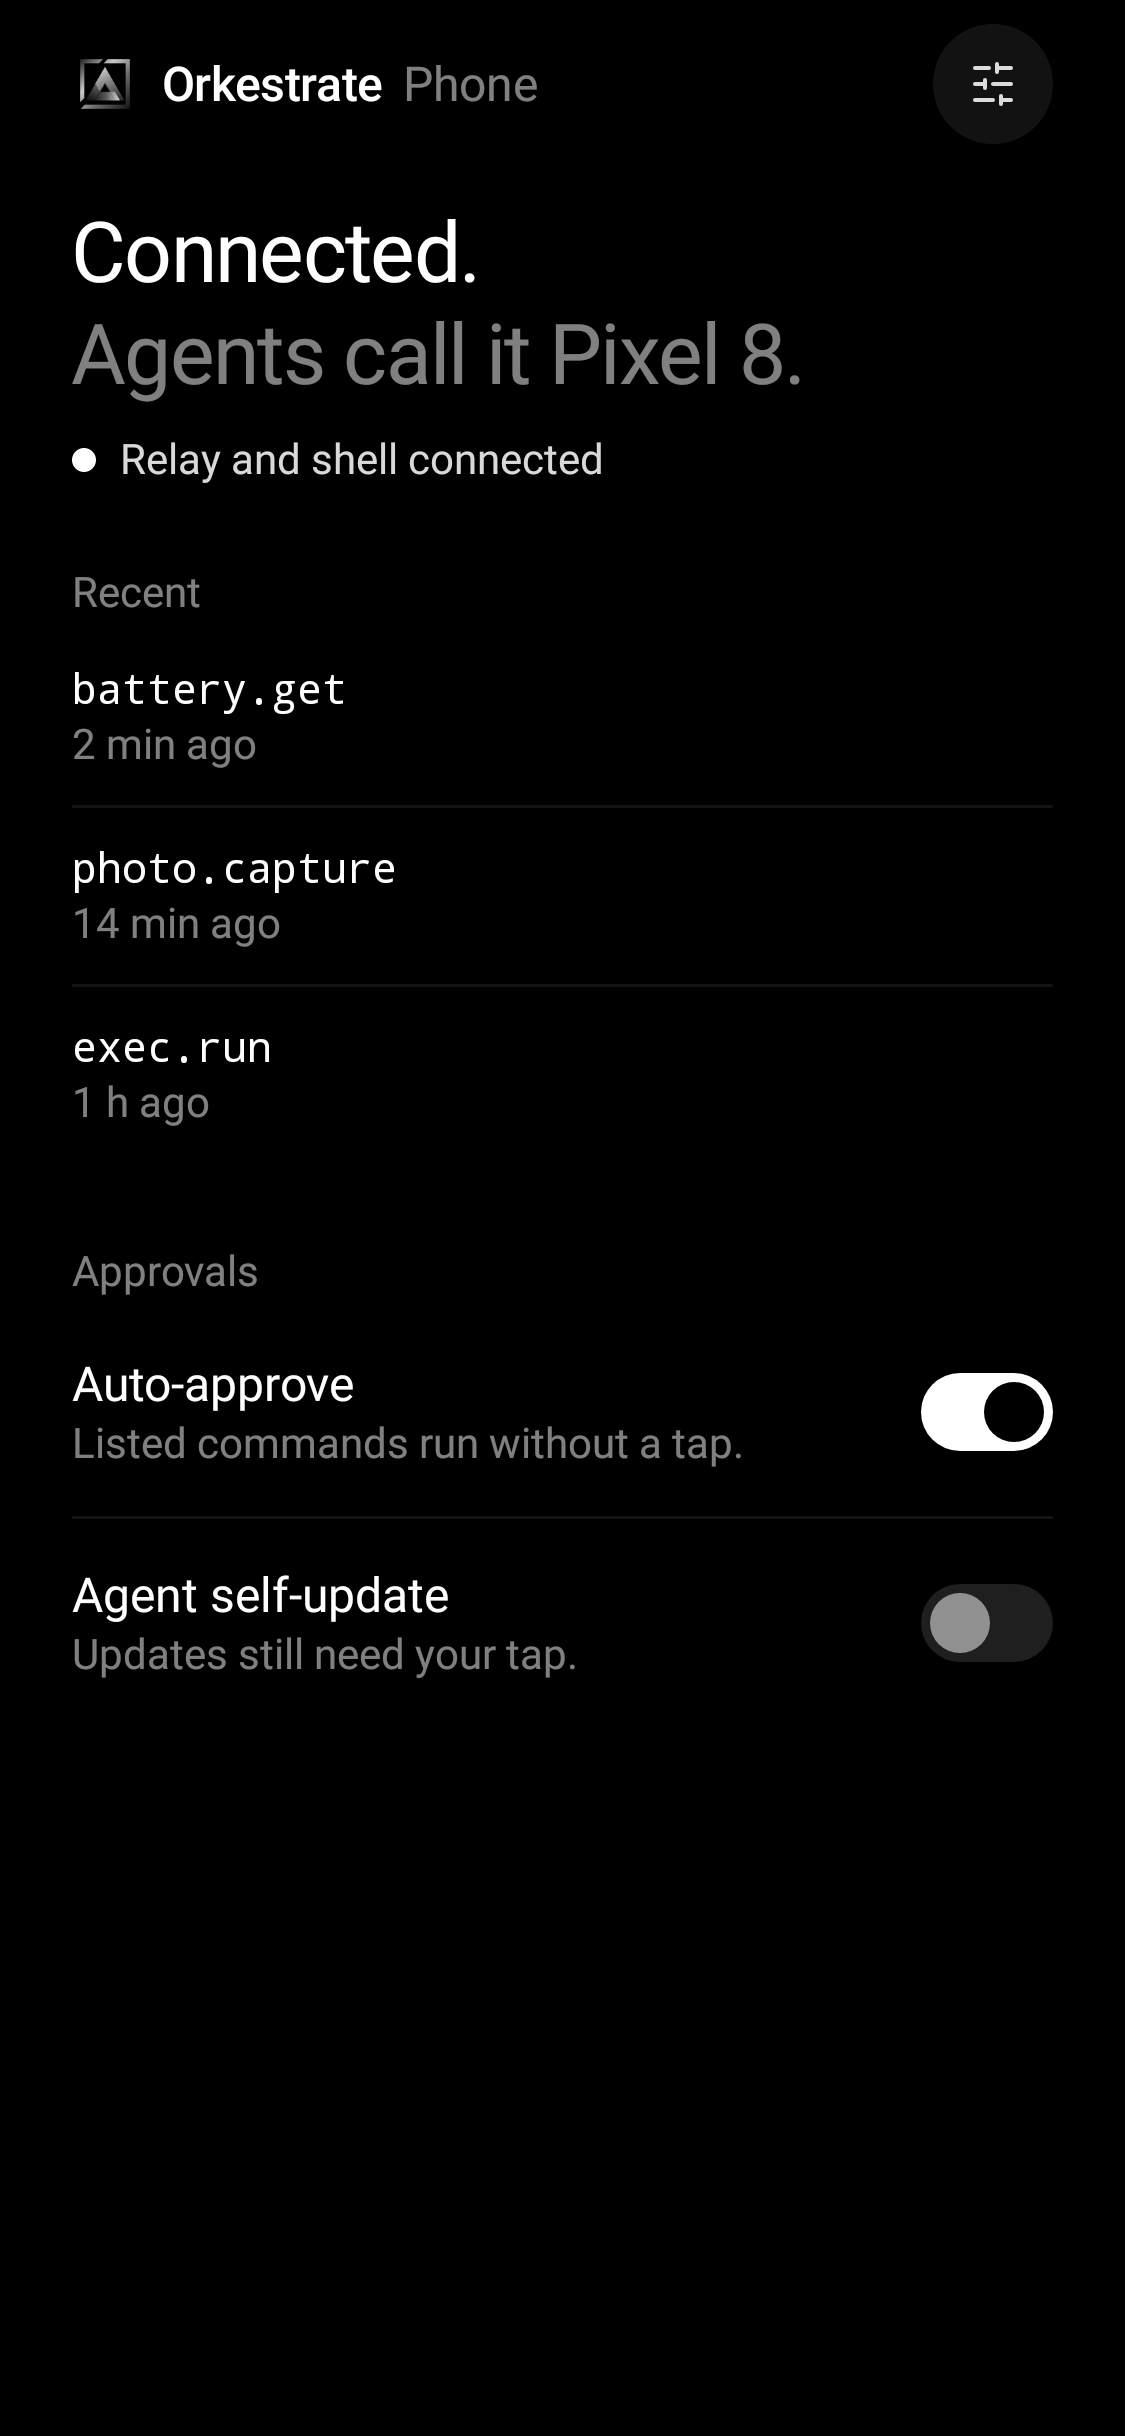 Orkestrate Phone
Connected.
Agents call it Pixel 8.
Relay and shell connected
Recent
battery.get
2 min ago
photo.capture
14 min ago
exec.run
1 h ago
Approvals
Auto-approve
Listed commands run without a tap.
Agent self-update
Updates still need your tap.